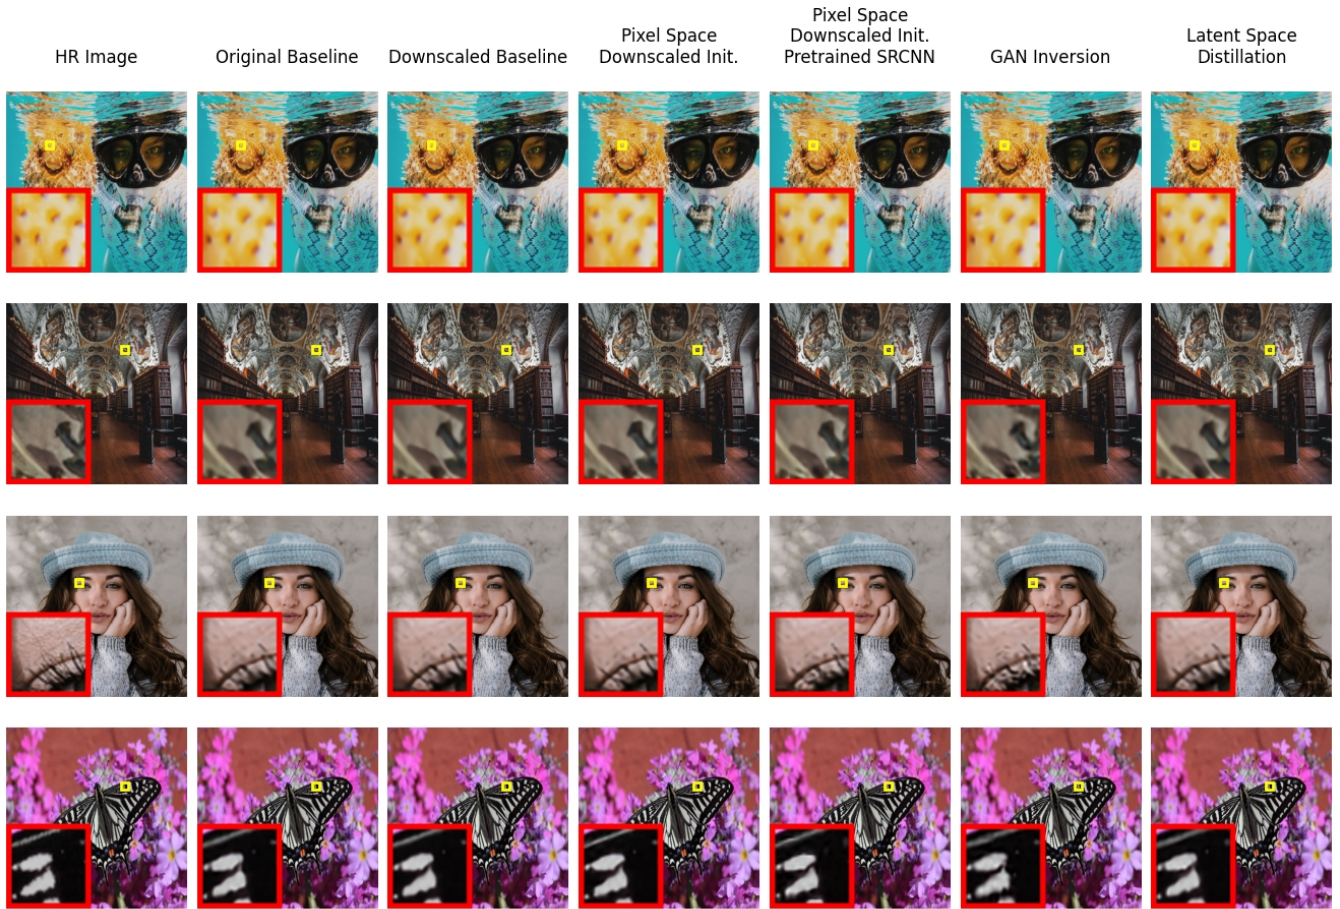 HR Image
Original Baseline
Downscaled Baseline
Pixel Space
Downscaled Init.
Pixel Space
Downscaled Init.
Pretrained SRCNN
GAN Inversion
Latent Space
Distillation